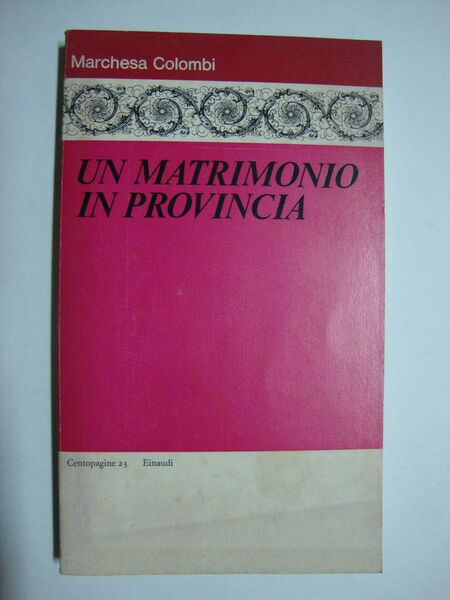 Marchesa Colombi
UN MATRIMONIO
IN PROVINCIA
Centopagine 23 Einaudi